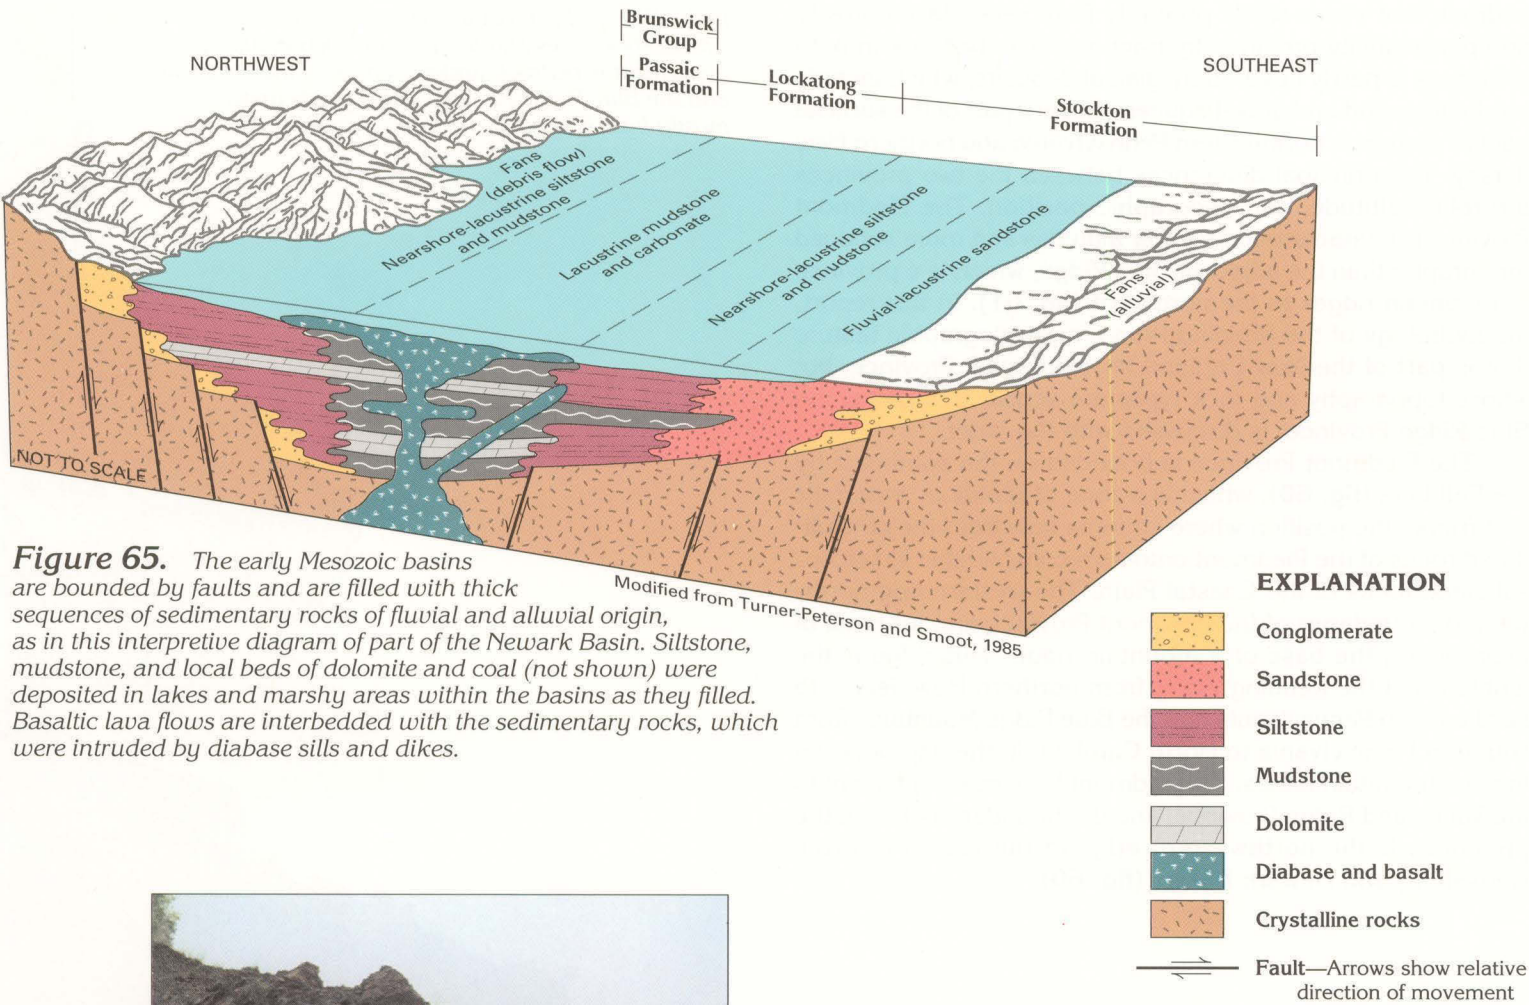 NORTHWEST
Brunswick
Group
Passaic
Formation
Lockatong
Formation
Stockton
Formation
SOUTHEAST
Fans
(debris flow)
Nearshore-lacustrine siltstone
and mudstone
Lacustrine mudstone
and carbonate
Nearshore-lacustrine siltstone
and mudstone
Fluvial-lacustrine sandstone
Fans
(alluvial)
NOT TO SCALE
Modified from Turner-Peterson and Smoot, 1985
Figure 65. The early Mesozoic basins
are bounded by faults and are filled with thick
sequences of sedimentary rocks of fluvial and alluvial origin,
as in this interpretive diagram of part of the Newark Basin. Siltstone,
mudstone, and local beds of dolomite and coal (not shown) were
deposited in lakes and marshy areas within the basins as they filled.
Basaltic lava flows are interbedded with the sedimentary rocks, which
were intruded by diabase sills and dikes.
EXPLANATION
Conglomerate
Sandstone
Siltstone
Mudstone
Dolomite
Diabase and basalt
Crystalline rocks
Fault—Arrows show relative
direction of movement